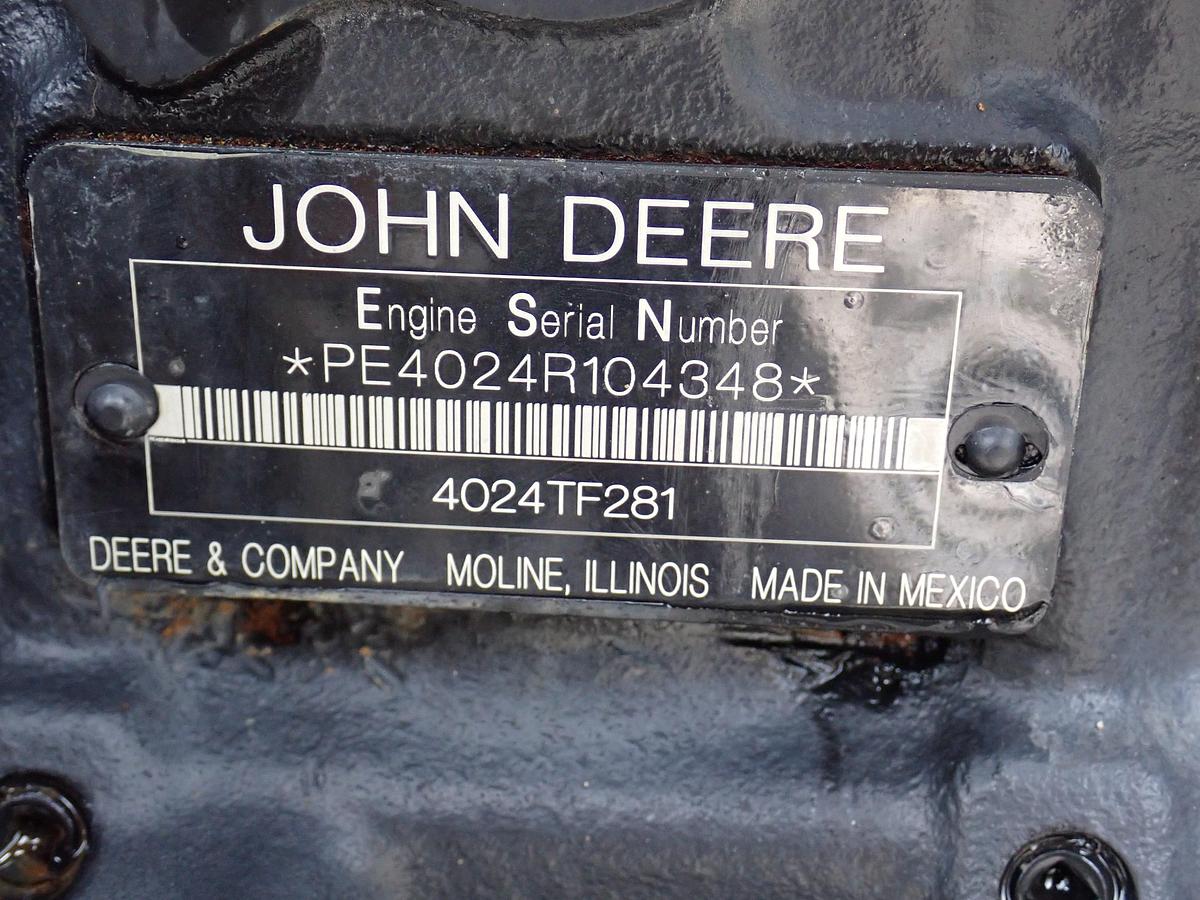 JOHN DEERE
Engine Serial Number
*PE4024R104348*
4024TF281
DEERE & COMPANY MOLINE, ILLINOIS MADE IN MEXICO